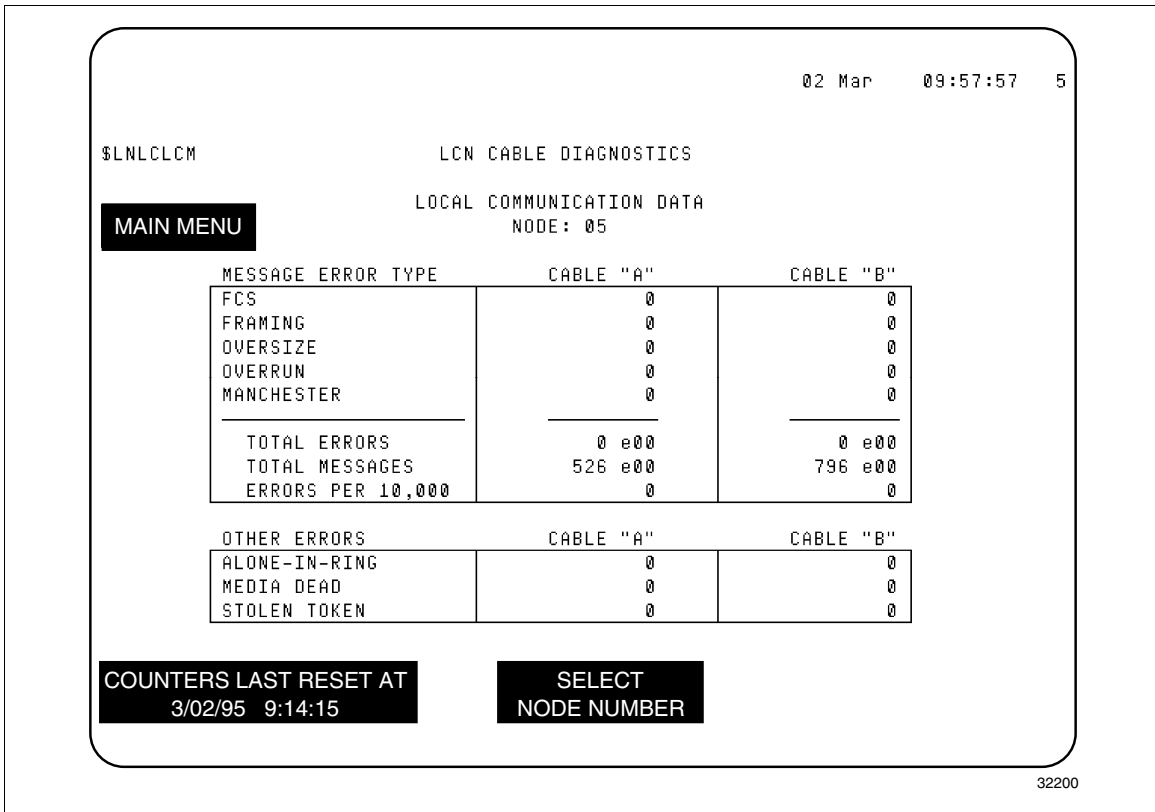 02 Mar 09:57:57 5
$LNLCLCM LCN CABLE DIAGNOSTICS
LOCAL COMMUNICATION DATA
MAIN MENU NODE: 05
MESSAGE ERROR TYPE CABLE "A" CABLE "B"
FCS 0 0
FRAMING 0 0
OVERSIZE 0 0
OVERRUN 0 0
MANCHESTER 0 0
TOTAL ERRORS 0 e00 0 e00
TOTAL MESSAGES 526 e00 796 e00
ERRORS PER 10,000 0 0
OTHER ERRORS CABLE "A" CABLE "B"
ALONE-IN-RING 0 0
MEDIA DEAD 0 0
STOLEN TOKEN 0 0
COUNTERS LAST RESET AT SELECT
3/02/95 9:14:15 NODE NUMBER
32200